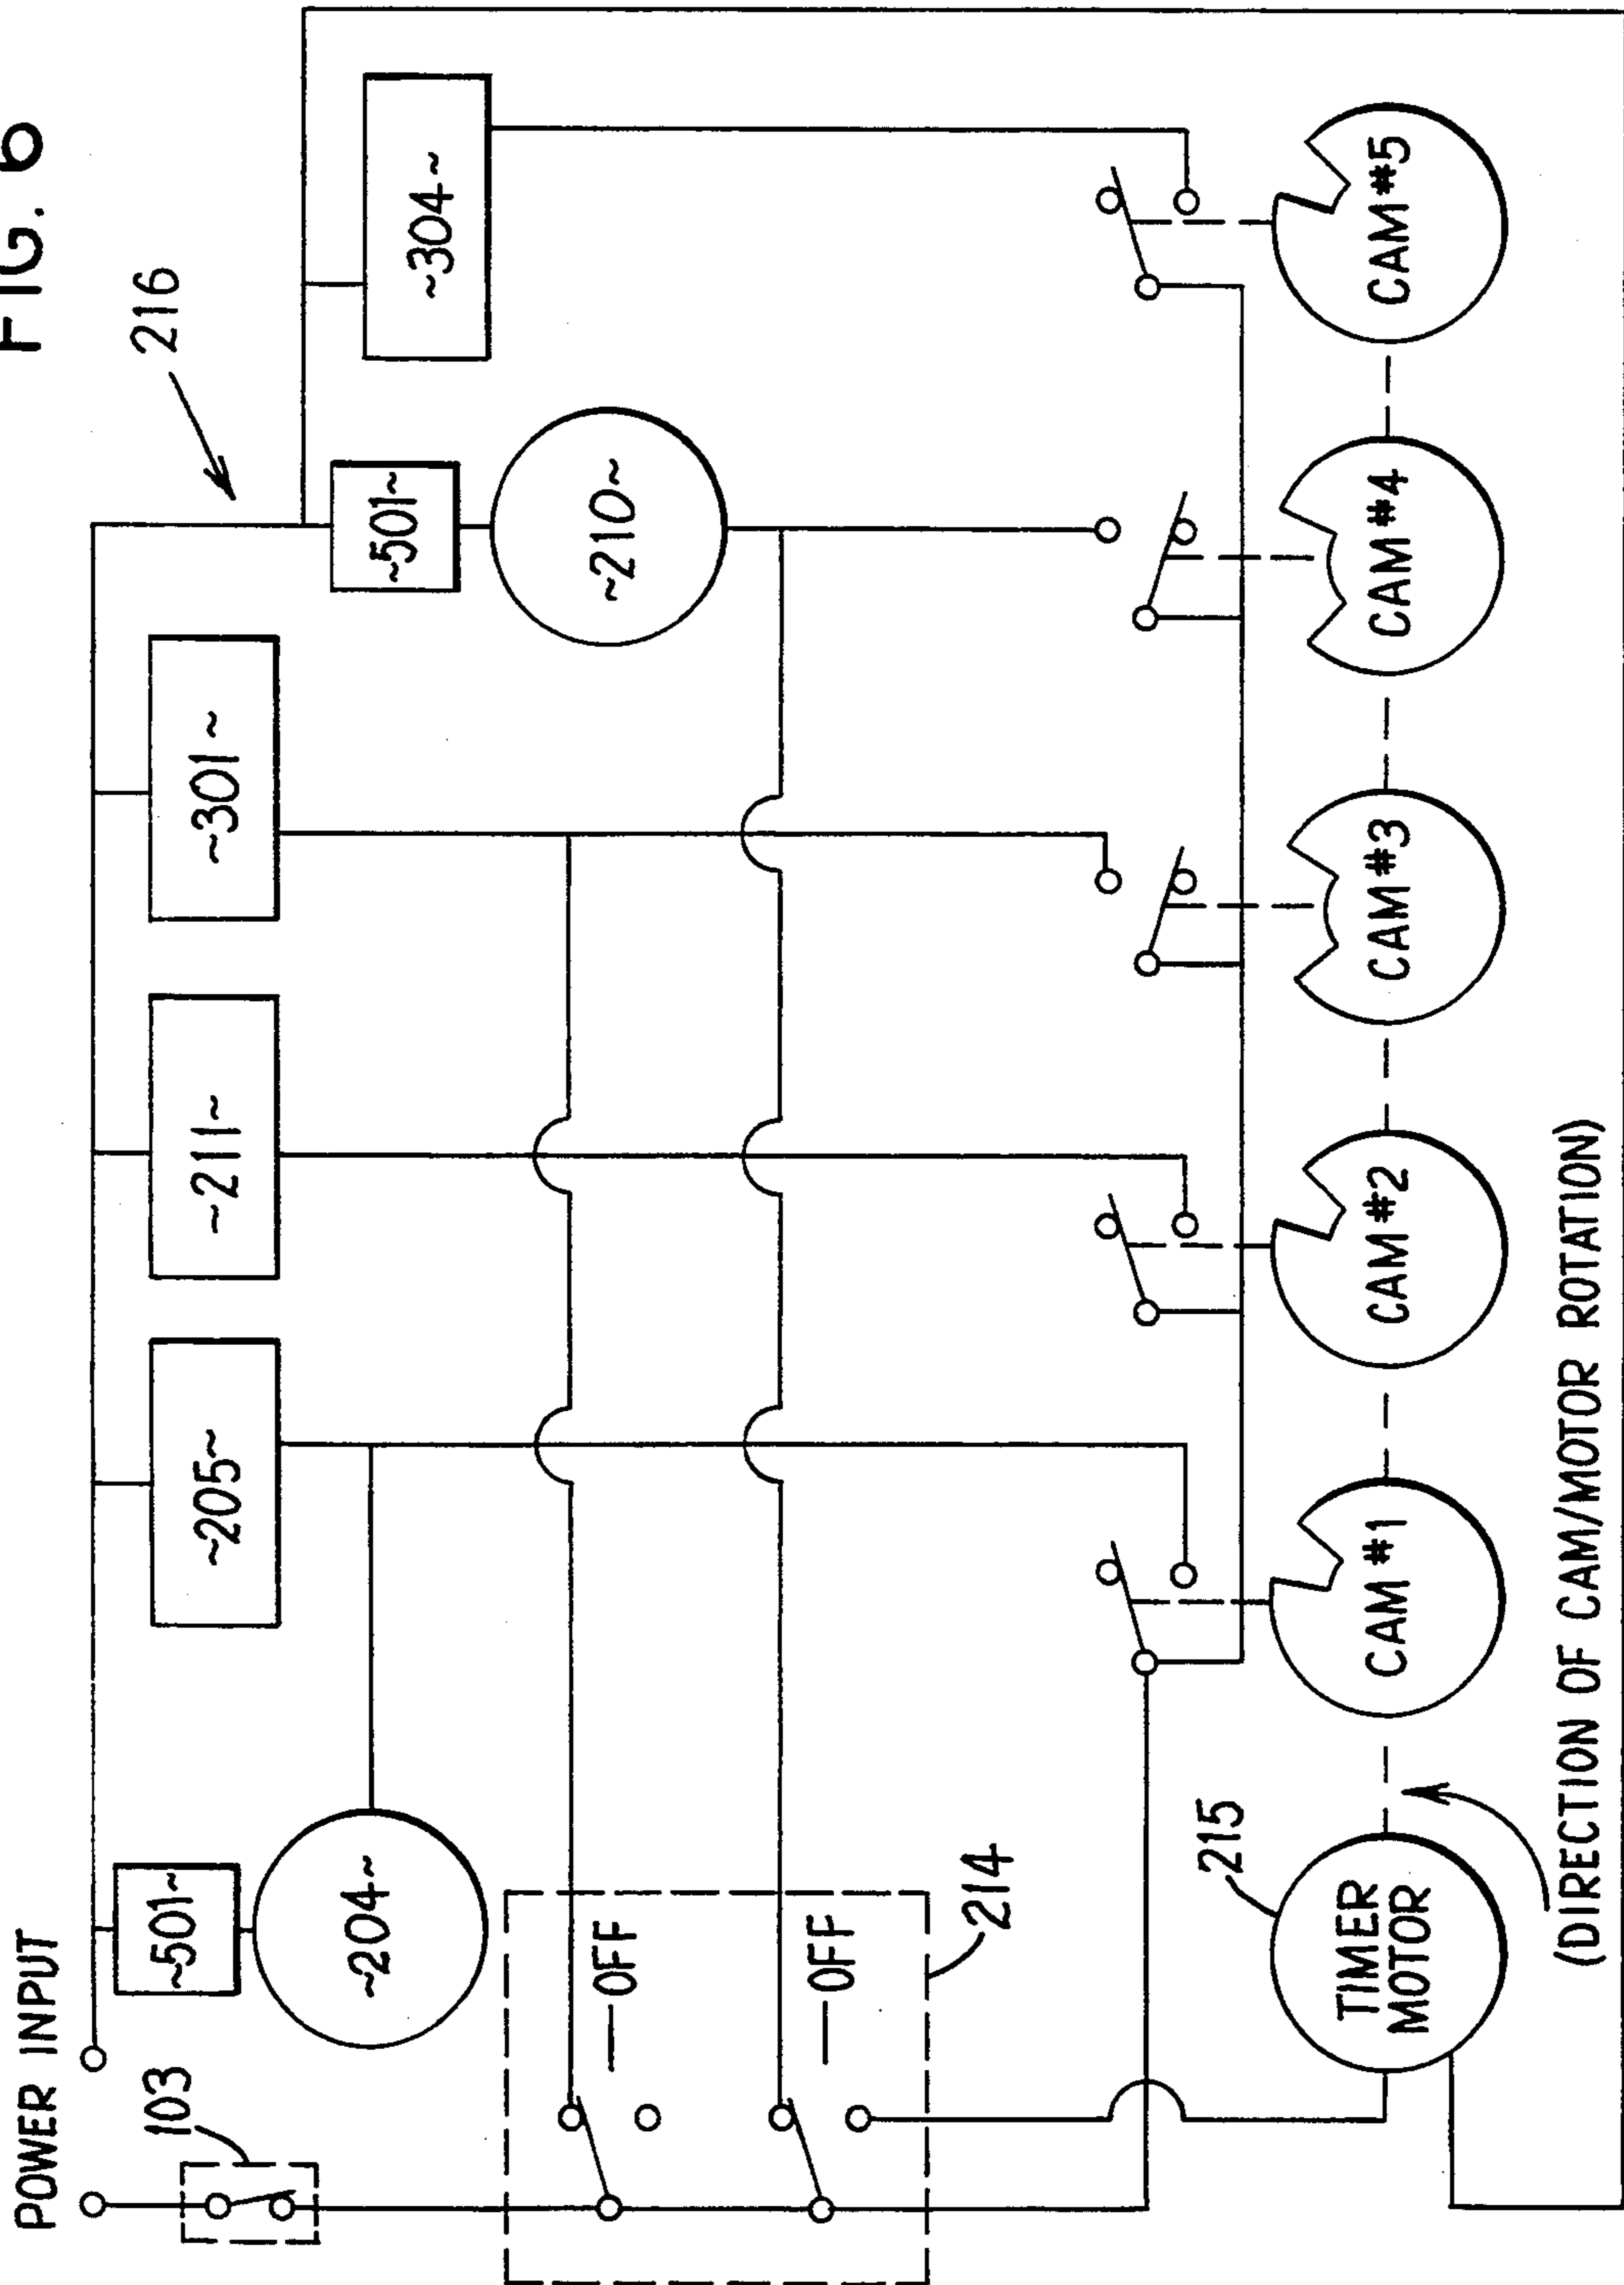 FIG. 6
216
POWER INPUT
103
~501~
~204~
~205~
~211~
~301~
~501~
~210~
~304~
OFF
OFF
214
215
TIMER
MOTOR
CAM #1
CAM #2
CAM #3
CAM #4
CAM #5
(DIRECTION OF CAM/MOTOR ROTATION)